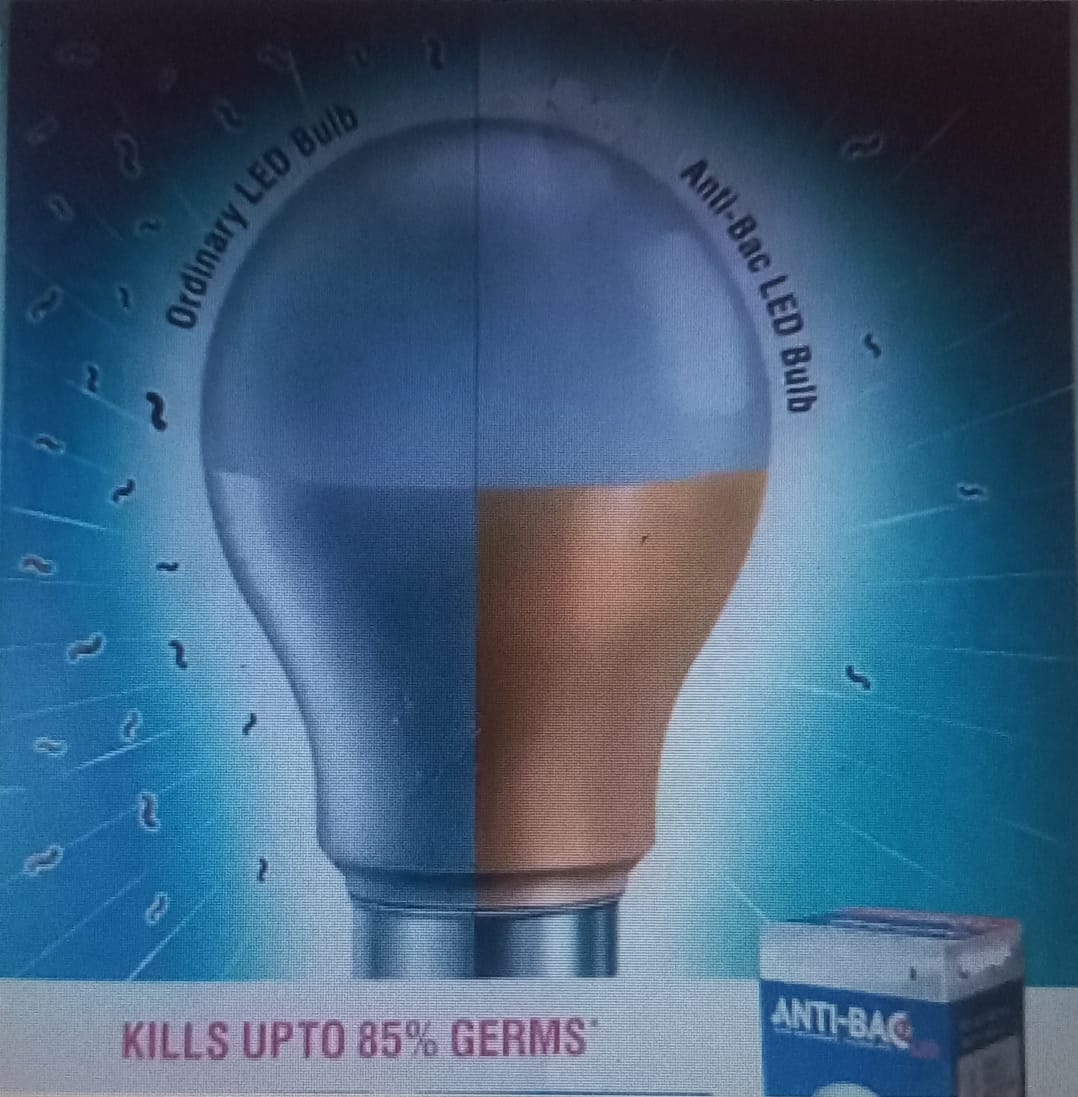 Ordinary LED Bulb
Anti-Bac LED Bulb
KILLS UPTO 85% GERMS*
ANTI-BAC